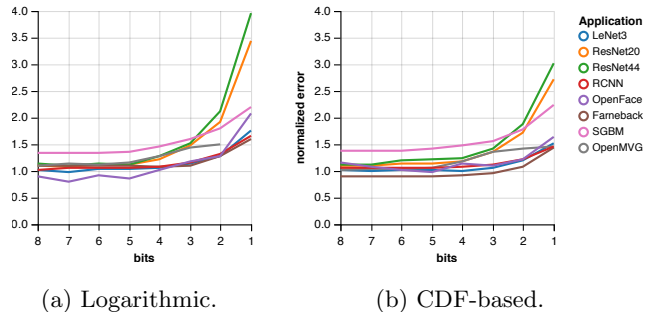 4.0
3.5
3.0
2.5
2.0
1.5
1.0
0.5
0.0
8 7 6 5 4 3 2 1
bits
normalized error
4.0
3.5
3.0
2.5
2.0
1.5
1.0
0.5
0.0
8 7 6 5 4 3 2 1
bits
Application
LeNet3
ResNet20
ResNet44
RCNN
OpenFace
Farneback
SGBM
OpenMVG
(a) Logarithmic.
(b) CDF-based.